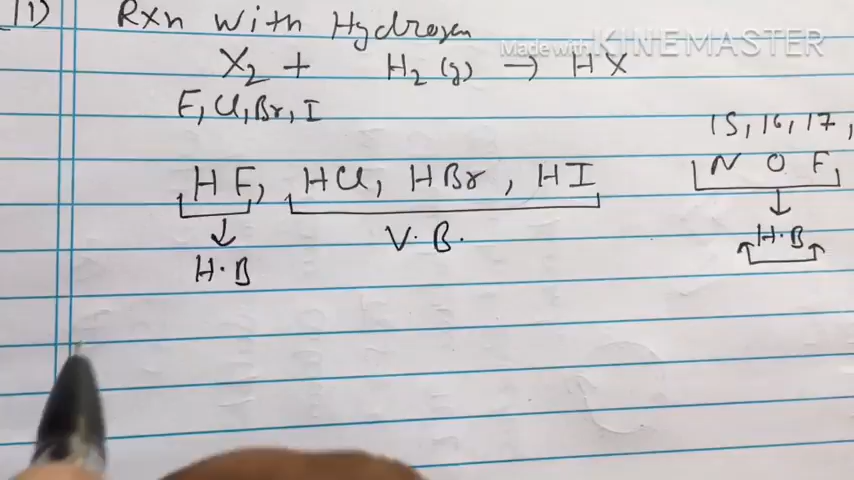 (1) Rxn with Hydrogen
Made with KINEMASTER
X₂ + H₂ (g) → HX
F, Cl, Br, I
15, 16, 17,
N O F,
HF, HCl, HBr, HI
↓
H.B
↓
H.B
V.B.